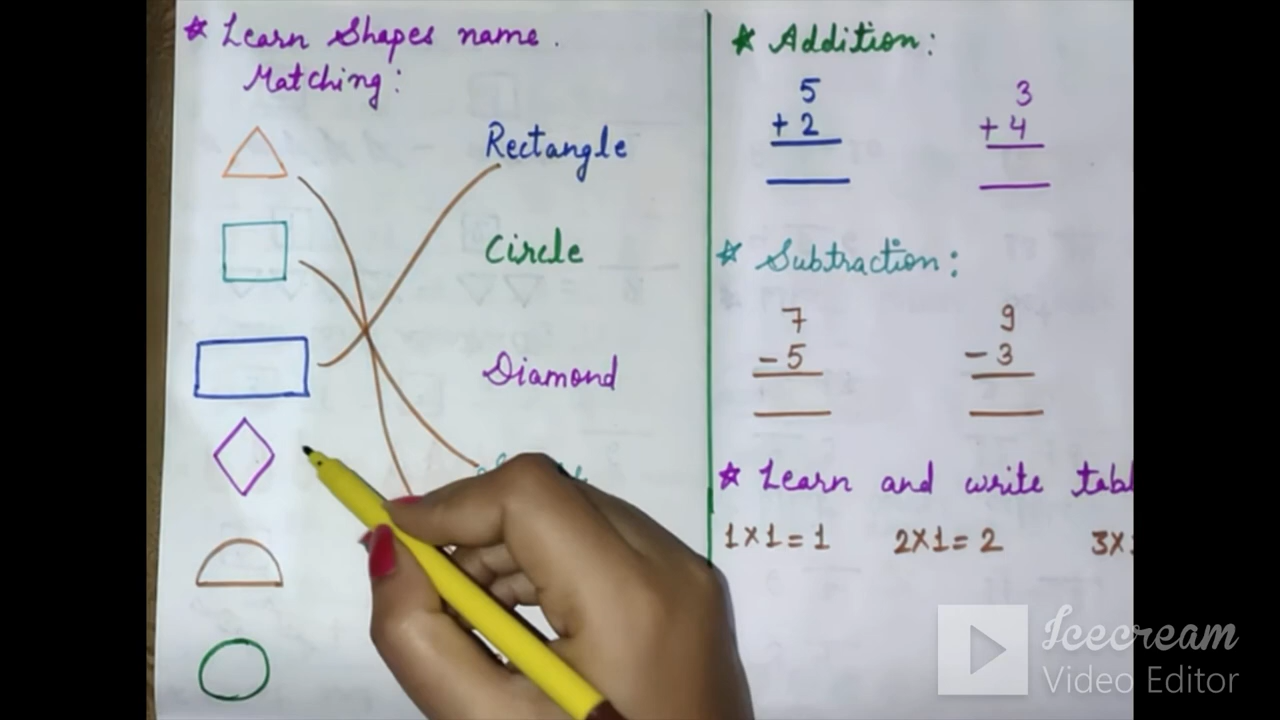 * Learn Shapes name.
Matching:
Rectangle
Circle
Diamond
* Addition:
5
+ 2
3
+ 4
* Subtraction:
7
- 5
9
- 3
* Learn and write
1×1=1 2×1=2 3×
Icecream
Video Editor